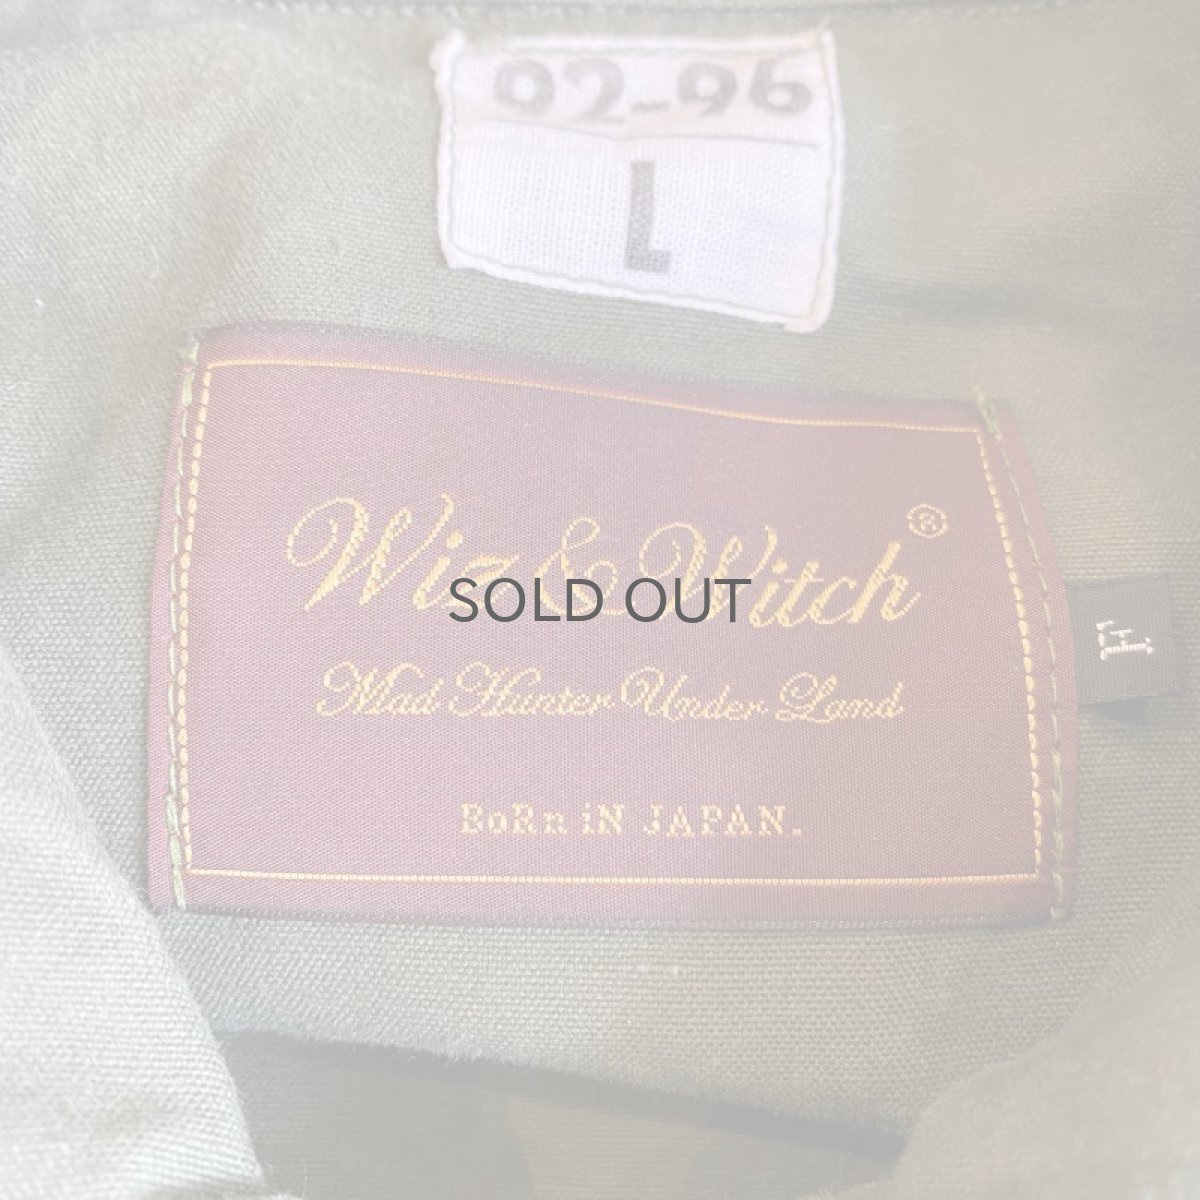 92-96
L
Wiz & Witch®
SOLD OUT
F
Mad Hunter Under Land
BoRn iN JAPAN.